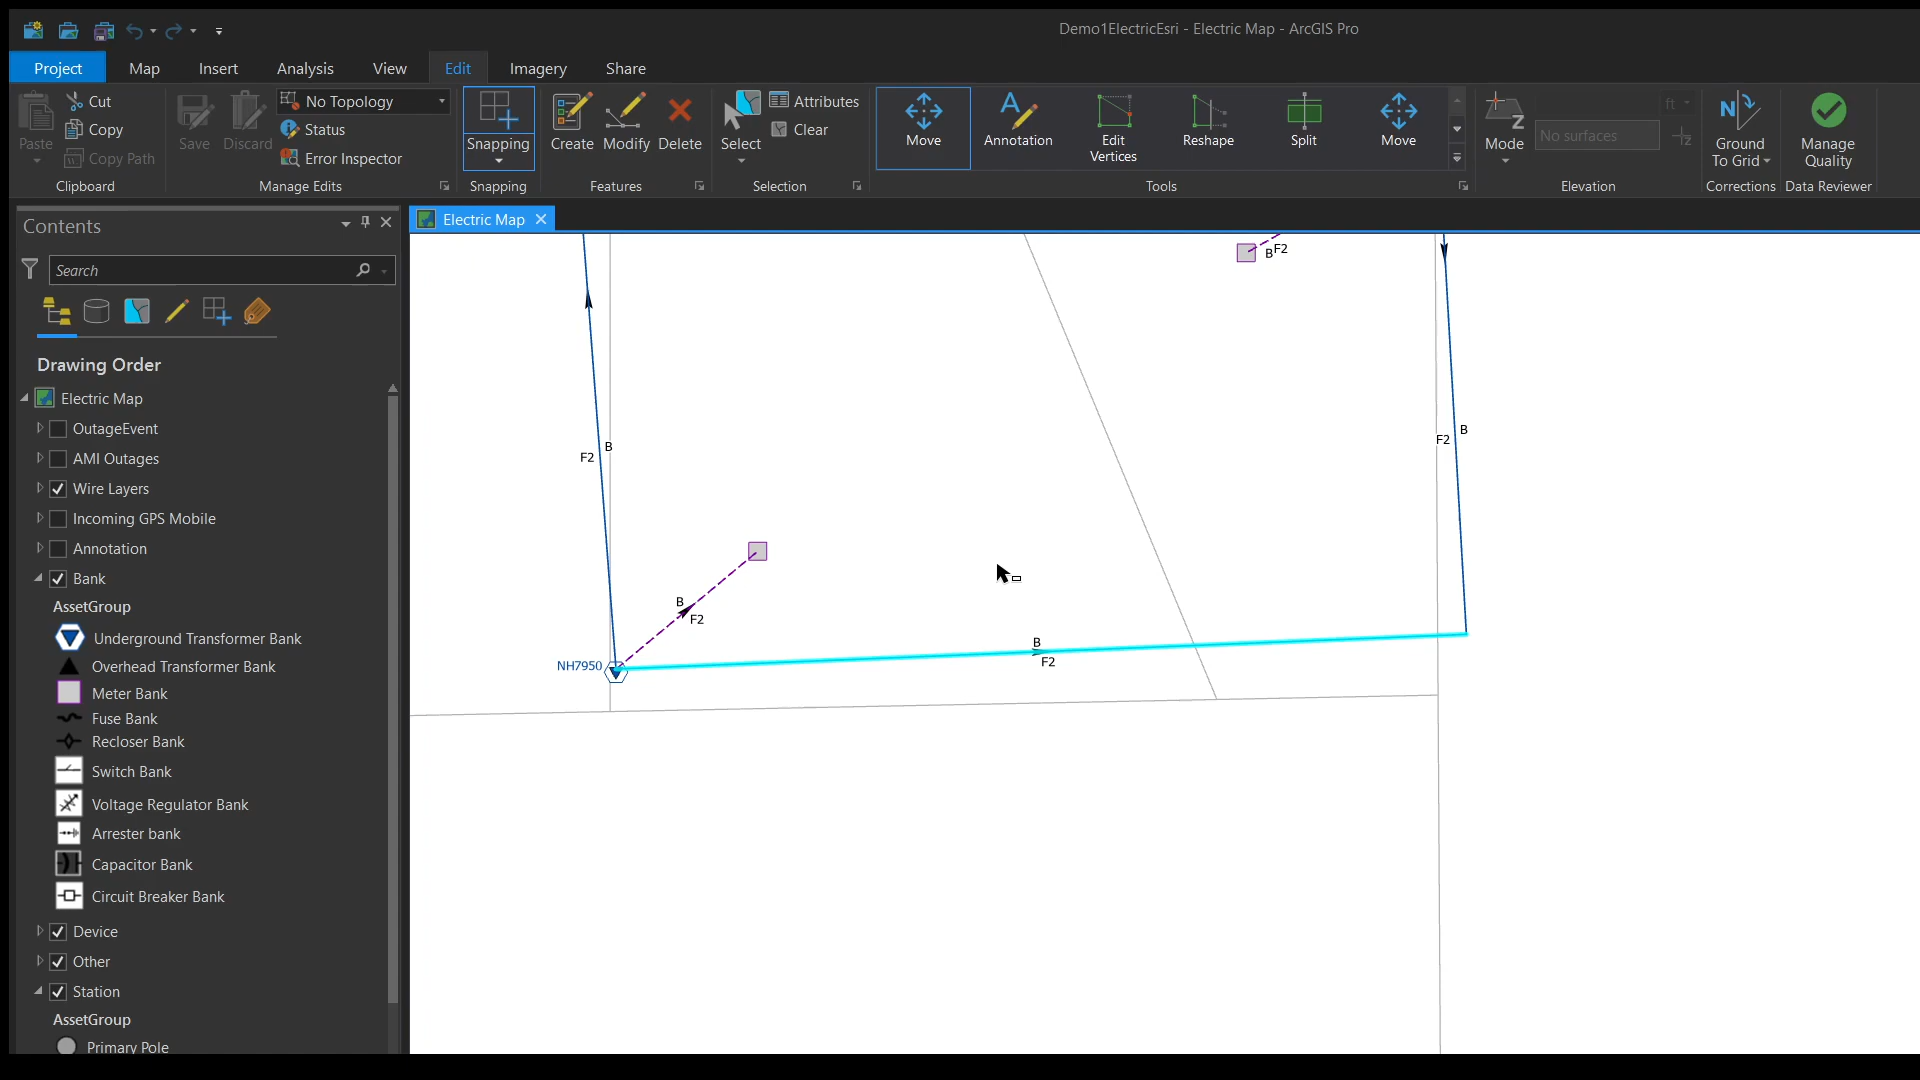 Demo1ElectricEsri - Electric Map - ArcGIS Pro
Project Map Insert Analysis View Edit Imagery Share
Paste
Cut
Copy
Copy Path
Clipboard
Save
Discard
No Topology
Status
Error Inspector
Manage Edits
Snapping
Snapping
Create
Modify
Delete
Features
Select
Attributes
Clear
Selection
Move
Annotation
Edit
Vertices
Reshape
Split
Move
Tools
Mode
ft
No surfaces
Elevation
Ground
To Grid
Corrections
Manage
Quality
Data Reviewer
Contents
Search
Drawing Order
Electric Map
OutageEvent
AMI Outages
Wire Layers
Incoming GPS Mobile
Annotation
Bank
AssetGroup
Underground Transformer Bank
Overhead Transformer Bank
Meter Bank
Fuse Bank
Recloser Bank
Switch Bank
Voltage Regulator Bank
Arrester bank
Capacitor Bank
Circuit Breaker Bank
Device
Other
Station
AssetGroup
Primary Pole
Electric Map
B F2
F2 B
F2 B
B
F2
B
F2
NH7950